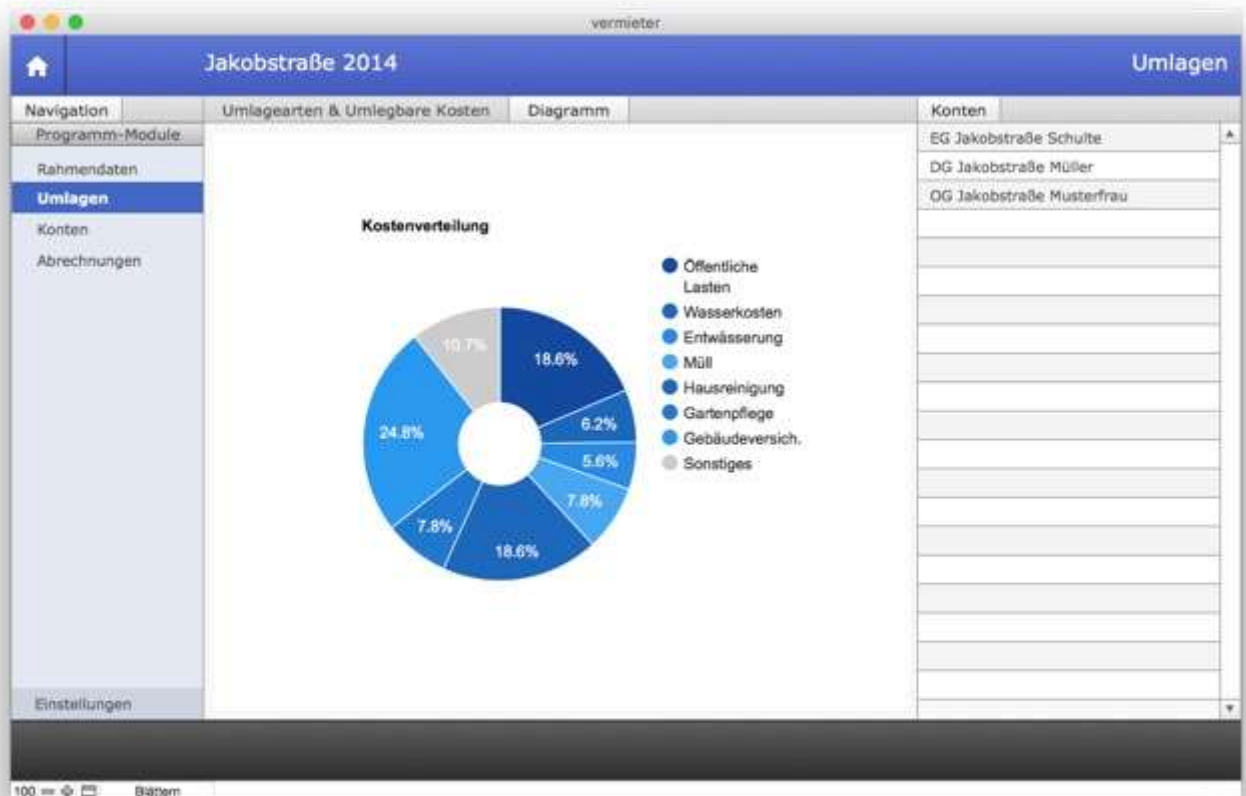 vermieter
Jakobstraße 2014
Umlagen
Navigation
Umlagearten & Umlegbare Kosten
Diagramm
Konten
Programm-Module
Rahmendaten
Umlagen
Konten
Abrechnungen
Einstellungen
Kostenverteilung
18.6%
6.2%
5.6%
7.8%
18.6%
7.8%
24.8%
10.7%
Öffentliche
Lasten
Wasserkosten
Entwässerung
Müll
Hausreinigung
Gartenpflege
Gebäudeversich.
Sonstiges
EG Jakobstraße Schulte
DG Jakobstraße Müller
OG Jakobstraße Musterfrau
100
Blättern